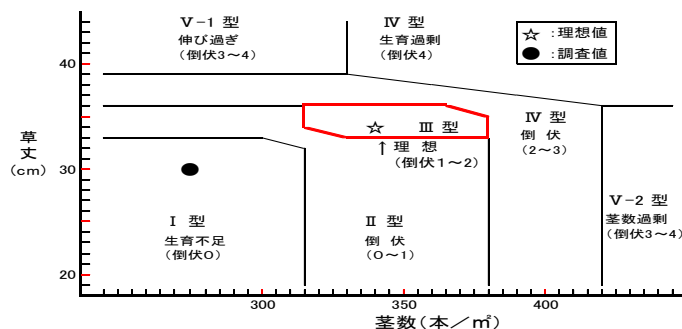 Ⅴ-1 型
伸び過ぎ
(倒伏3～4)
Ⅳ 型
生育過剰
(倒伏4)
☆ :理想値
● :調査値
40
30
20
草丈
(cm)
☆ Ⅲ 型
↑ 理 想
(倒伏1～2)
Ⅳ 型
倒 伏
(2～3)
Ⅰ 型
生育不足
(倒伏0)
Ⅱ 型
倒 伏
(0～1)
Ⅴ-2 型
茎数過剰
(倒伏3～4)
300 350 400
茎数(本/㎡)